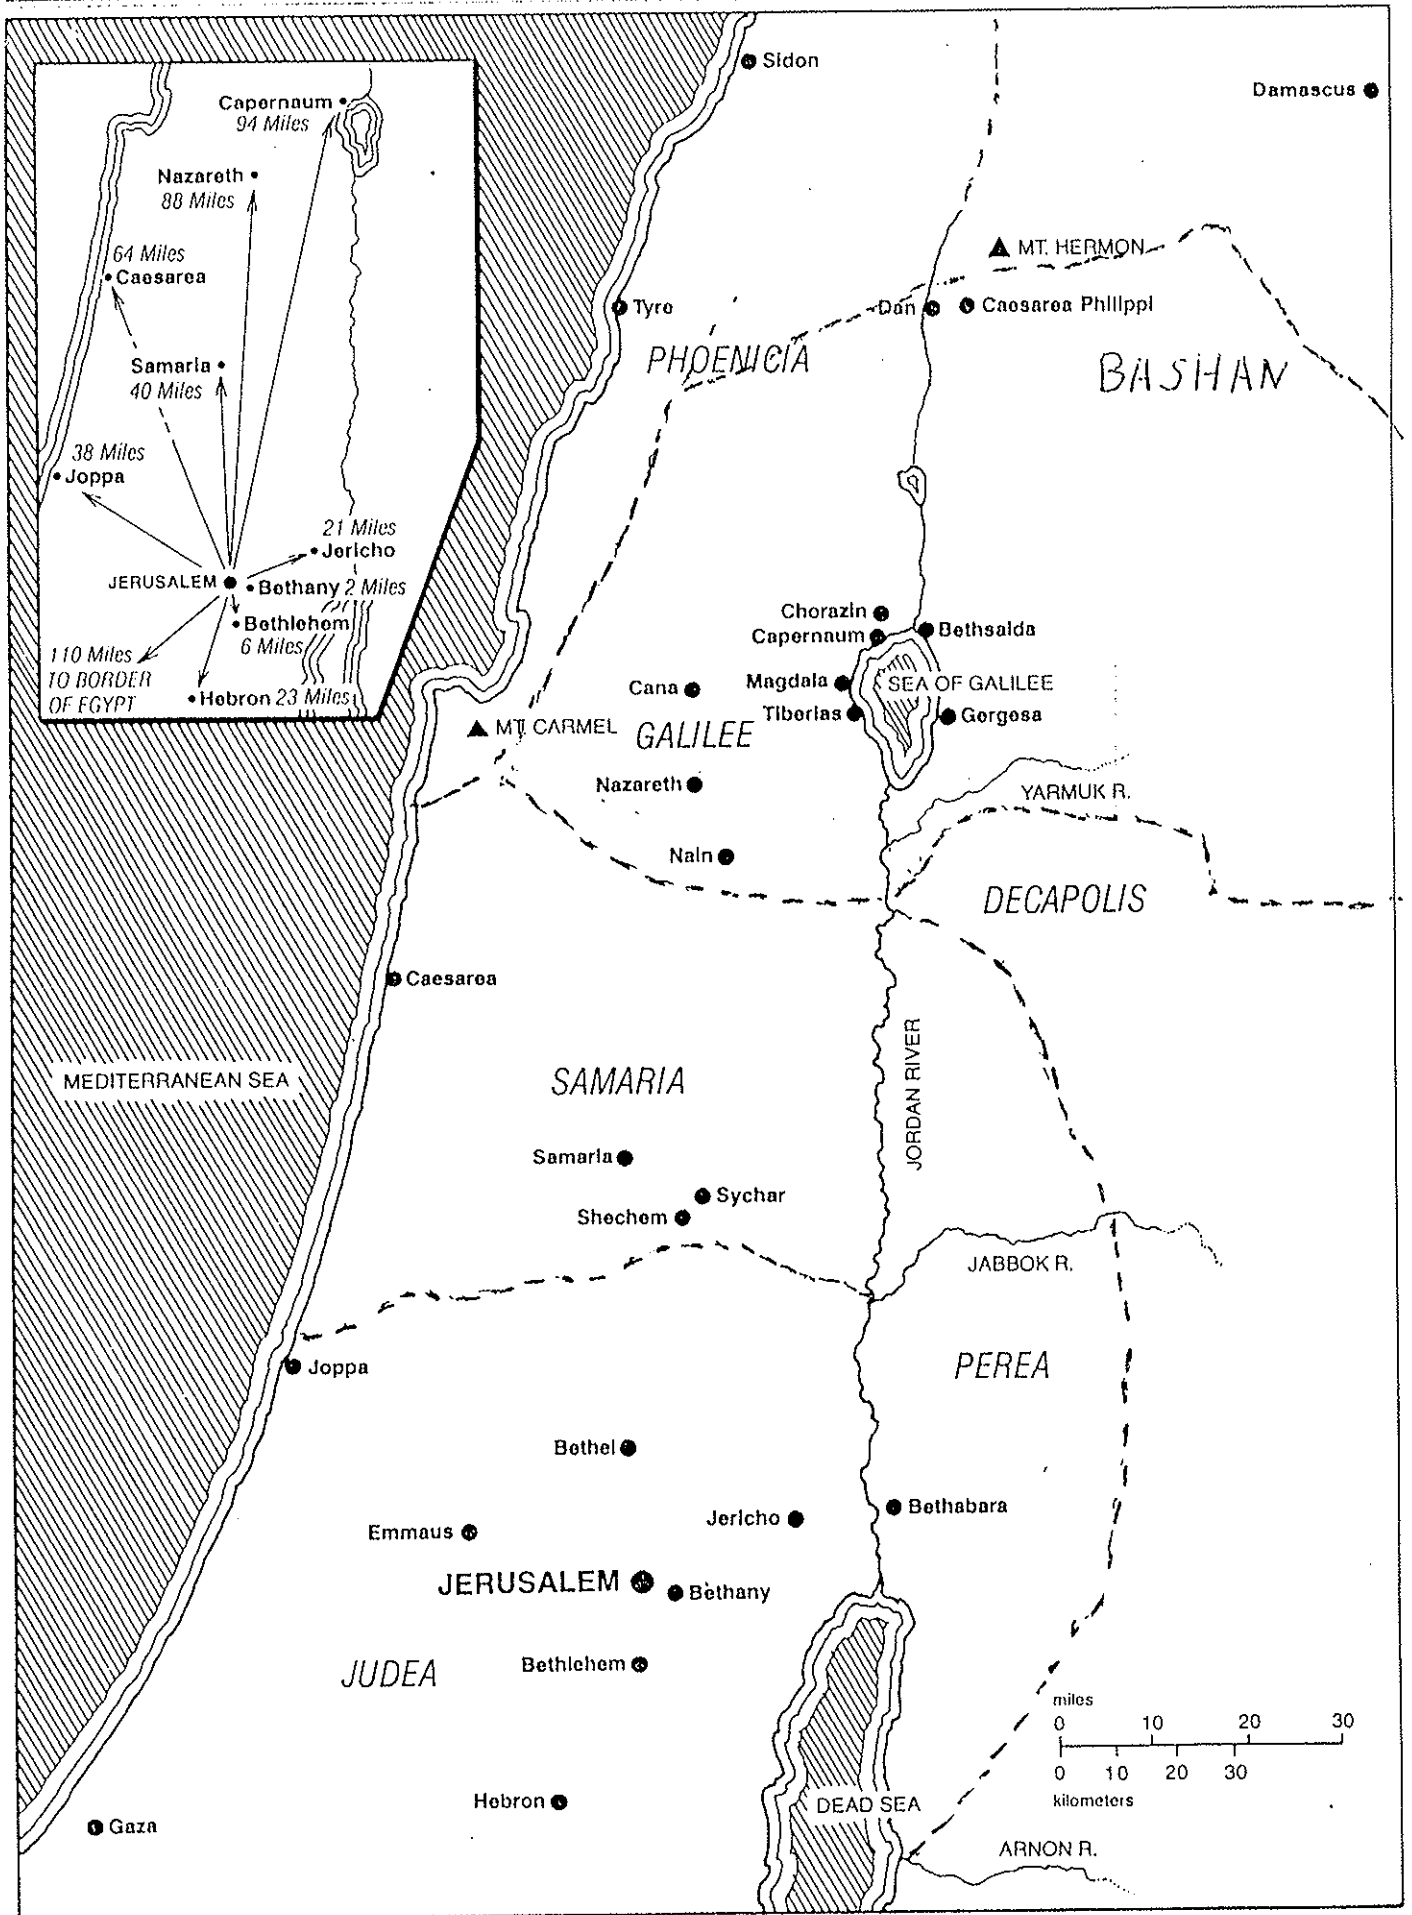 Capernaum
94 Miles
Nazareth
88 Miles
64 Miles
Caesarea
Samaria
40 Miles
38 Miles
Joppa
21 Miles
Jericho
JERUSALEM
Bethany 2 Miles
Bethlehem
6 Miles
110 Miles
TO BORDER
OF EGYPT
Hebron 23 Miles
Sidon
Damascus
MT. HERMON
Tyre
Dan
Caesarea Philippi
PHOENICIA
BASHAN
Chorazin
Capernaum
Bethsaida
Cana
Magdala
SEA OF GALILEE
Tiberias
Gergesa
MT. CARMEL
GALILEE
Nazareth
YARMUK R.
Nain
DECAPOLIS
Caesarea
MEDITERRANEAN SEA
SAMARIA
JORDAN RIVER
Samaria
Sychar
Shechem
JABBOK R.
Joppa
PEREA
Bethel
Jericho
Bethabara
Emmaus
JERUSALEM
Bethany
JUDEA
Bethlehem
miles
0 10 20 30
0 10 20 30
kilometers
Hebron
DEAD SEA
Gaza
ARNON R.